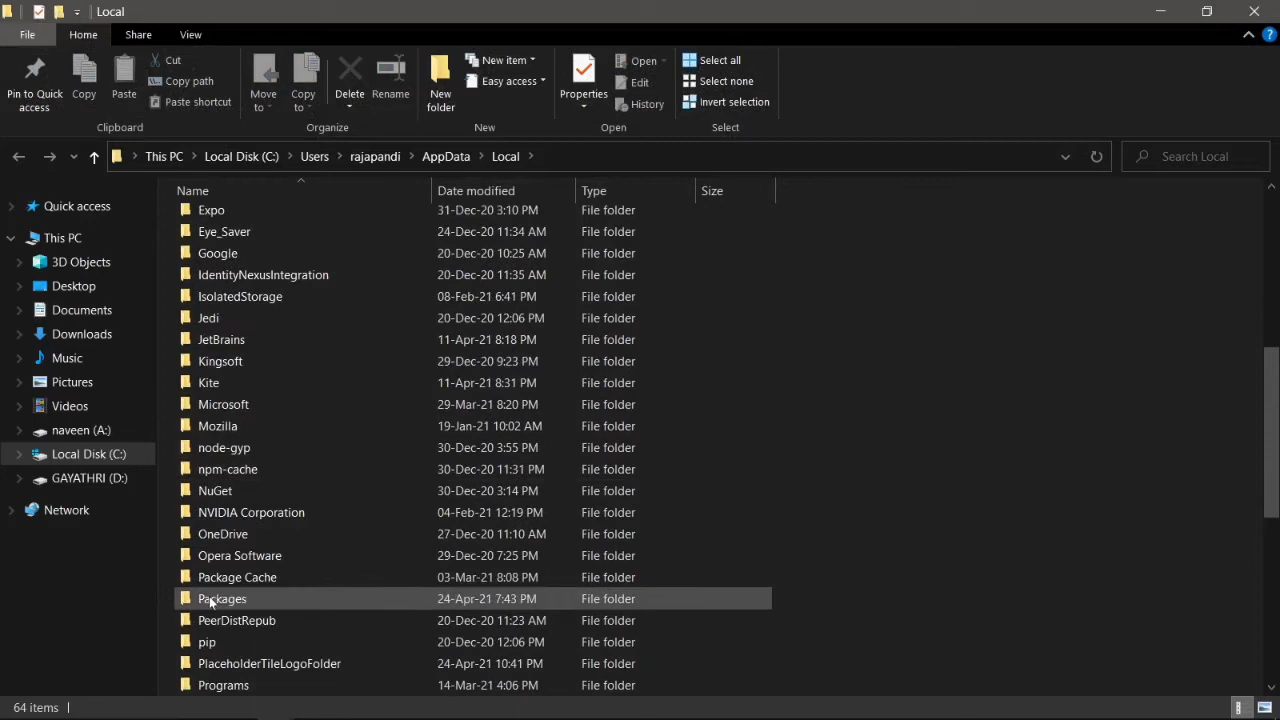 Local
File Home Share View
Pin to Quick access
Copy
Paste
Cut
Copy path
Paste shortcut
Clipboard
Move to
Copy to
Delete
Rename
Organize
New folder
New item
Easy access
New
Properties
Open
Edit
History
Open
Select all
Select none
Invert selection
Select
This PC Local Disk (C:) Users rajapandi AppData Local
Search Local
Quick access
This PC
3D Objects
Desktop
Documents
Downloads
Music
Pictures
Videos
naveen (A:)
Local Disk (C:)
GAYATHRI (D:)
Network
Name Date modified Type Size
Expo 31-Dec-20 3:10 PM File folder
Eye_Saver 24-Dec-20 11:34 AM File folder
Google 20-Dec-20 10:25 AM File folder
IdentityNexusIntegration 20-Dec-20 11:35 AM File folder
IsolatedStorage 08-Feb-21 6:41 PM File folder
Jedi 20-Dec-20 12:06 PM File folder
JetBrains 11-Apr-21 8:18 PM File folder
Kingsoft 29-Dec-20 9:23 PM File folder
Kite 11-Apr-21 8:31 PM File folder
Microsoft 29-Mar-21 8:20 PM File folder
Mozilla 19-Jan-21 10:02 AM File folder
node-gyp 30-Dec-20 3:55 PM File folder
npm-cache 30-Dec-20 11:31 PM File folder
NuGet 30-Dec-20 3:14 PM File folder
NVIDIA Corporation 04-Feb-21 12:19 PM File folder
OneDrive 27-Dec-20 11:10 AM File folder
Opera Software 29-Dec-20 7:25 PM File folder
Package Cache 03-Mar-21 8:08 PM File folder
Packages 24-Apr-21 7:43 PM File folder
PeerDistRepub 20-Dec-20 11:23 AM File folder
pip 20-Dec-20 12:06 PM File folder
PlaceholderTileLogoFolder 24-Apr-21 10:41 PM File folder
Programs 14-Mar-21 4:06 PM File folder
64 items